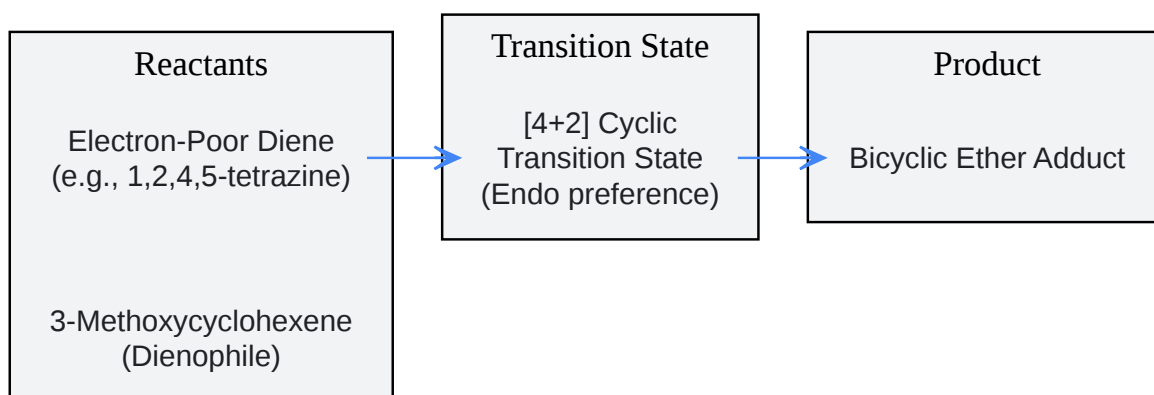 Reactants
Electron-Poor Diene
(e.g., 1,2,4,5-tetrazine)
3-Methoxycyclohexene
(Dienophile)
Transition State
[4+2] Cyclic
Transition State
(Endo preference)
Product
Bicyclic Ether Adduct